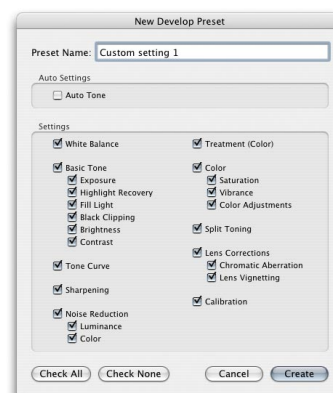 New Develop Preset
Preset Name: Custom setting 1
Auto Settings
Auto Tone
Settings
White Balance
Basic Tone
Exposure
Highlight Recovery
Fill Light
Black Clipping
Brightness
Contrast
Tone Curve
Sharpening
Noise Reduction
Luminance
Color
Treatment (Color)
Color
Saturation
Vibrance
Color Adjustments
Split Toning
Lens Corrections
Chromatic Aberration
Lens Vignetting
Calibration
Check All Check None Cancel Create